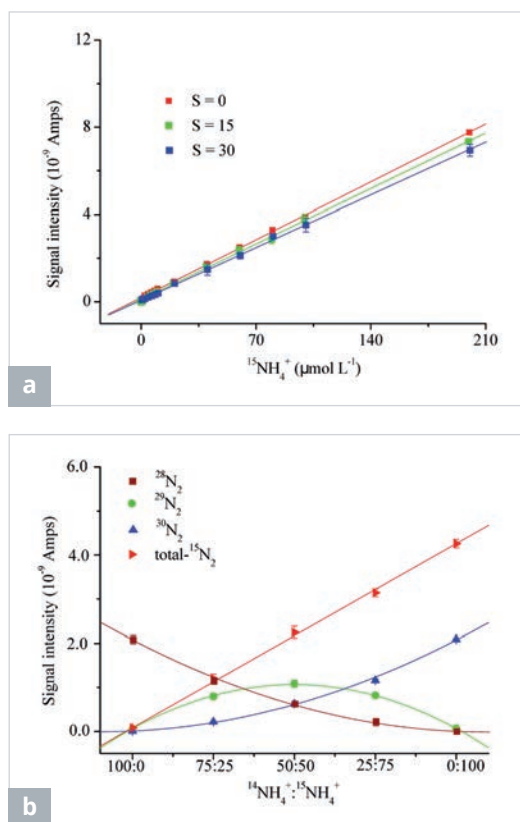 12
8
4
0
Signal intensity (10⁻⁹ Amps)
S = 0
S = 15
S = 30
0 70 140 210
¹⁵NH₄⁺ (μmol L⁻¹)
a
6.0
4.0
2.0
0.0
Signal intensity (10⁻⁹ Amps)
²⁸N₂
²⁹N₂
³⁰N₂
total-¹⁵N₂
100:0 75:25 50:50 25:75 0:100
¹⁴NH₄⁺:¹⁵NH₄⁺
b